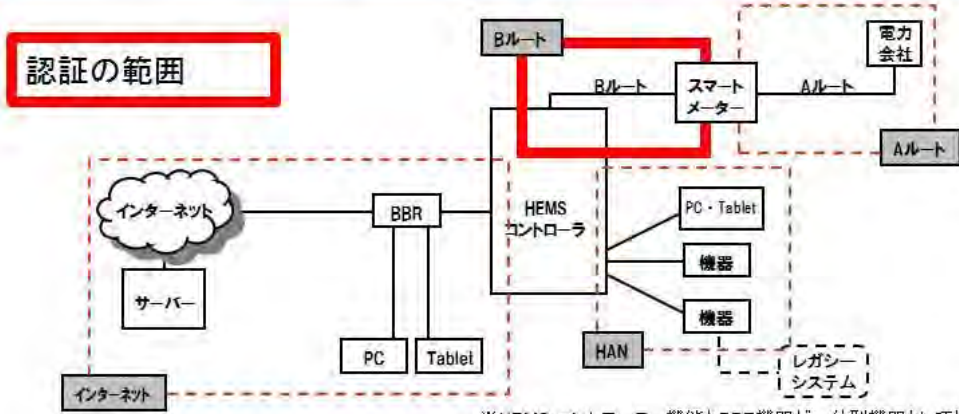 認証の範囲
Bルート
電力
会社
Bルート
スマート
メーター
Aルート
Aルート
インターネット
BBR
HEMS
コントローラ
PC・Tablet
機器
サーバー
機器
PC
Tablet
HAN
レガシー
システム
インターネット